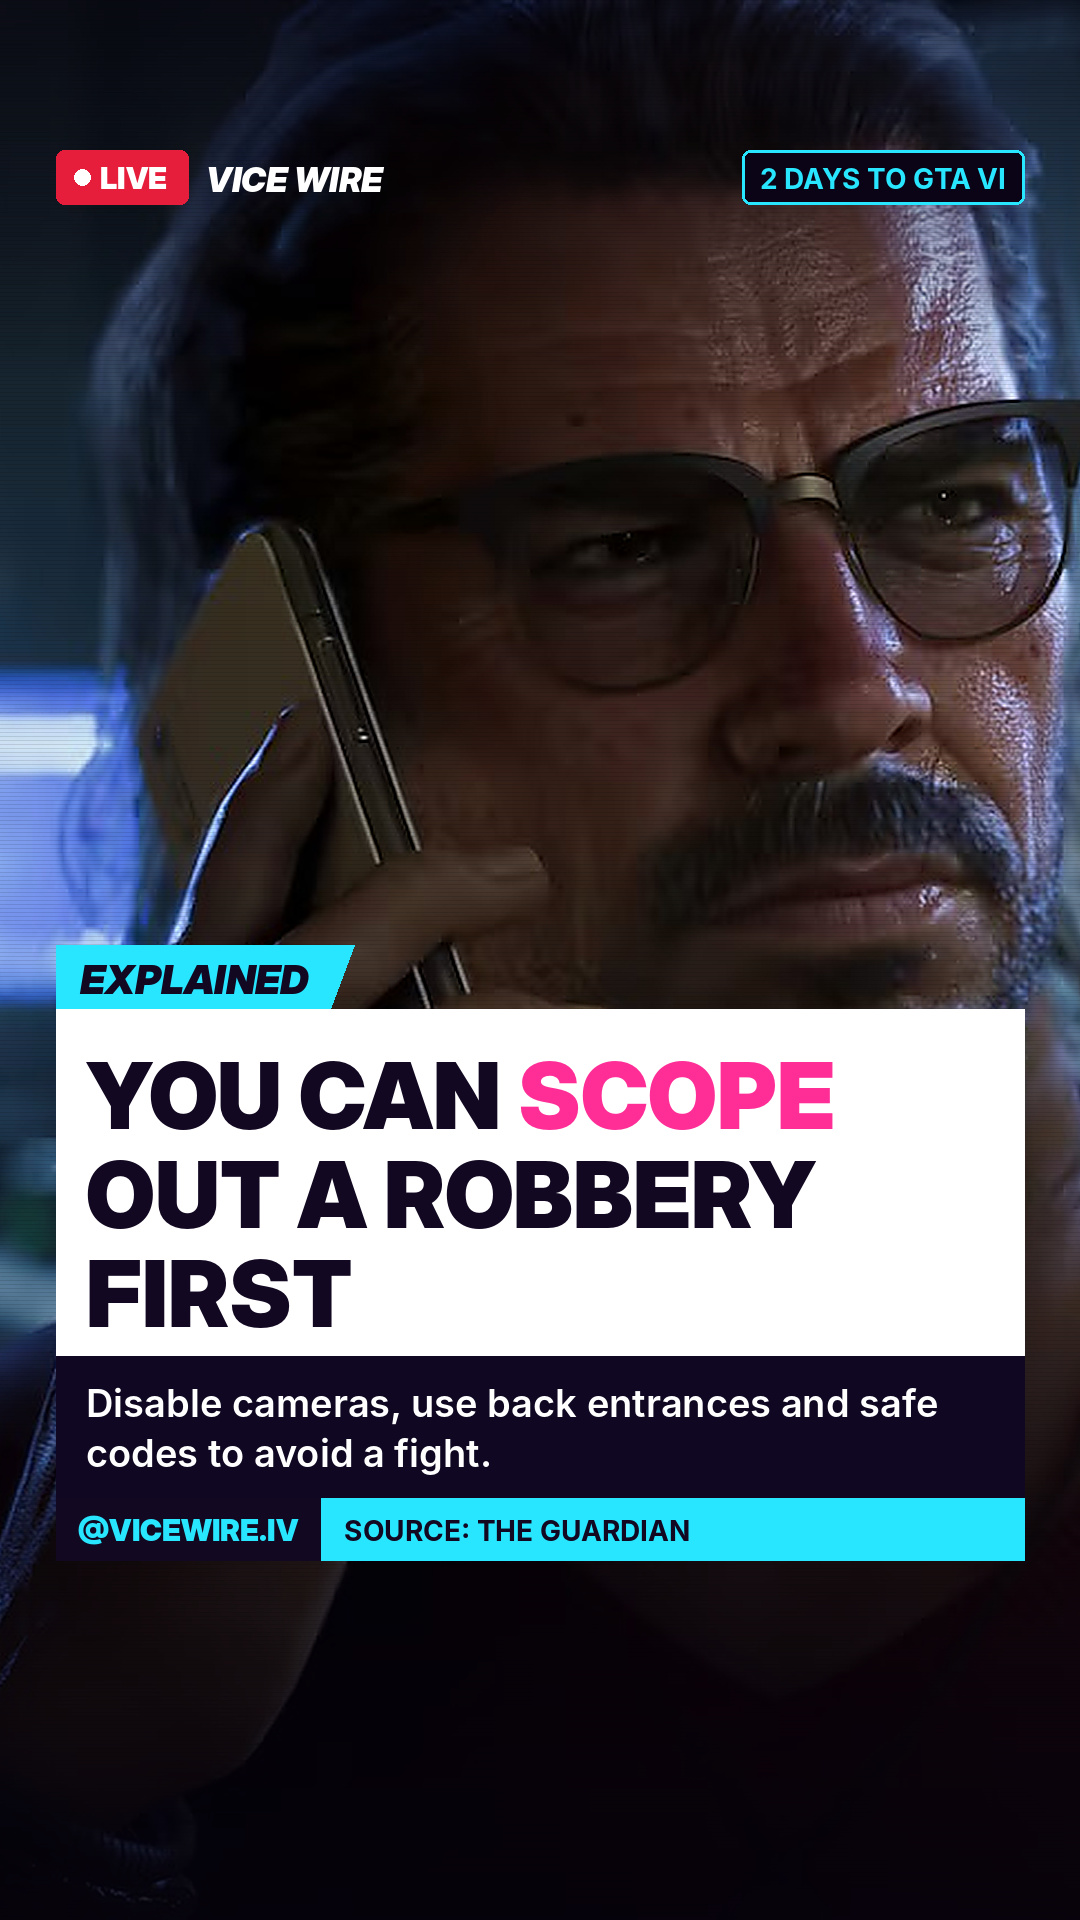 LIVE
VICE WIRE
2 DAYS TO GTA VI
EXPLAINED
YOU CAN SCOPE
OUT A ROBBERY
FIRST
Disable cameras, use back entrances and safe
codes to avoid a fight.
@VICEWIRE.IV
SOURCE: THE GUARDIAN